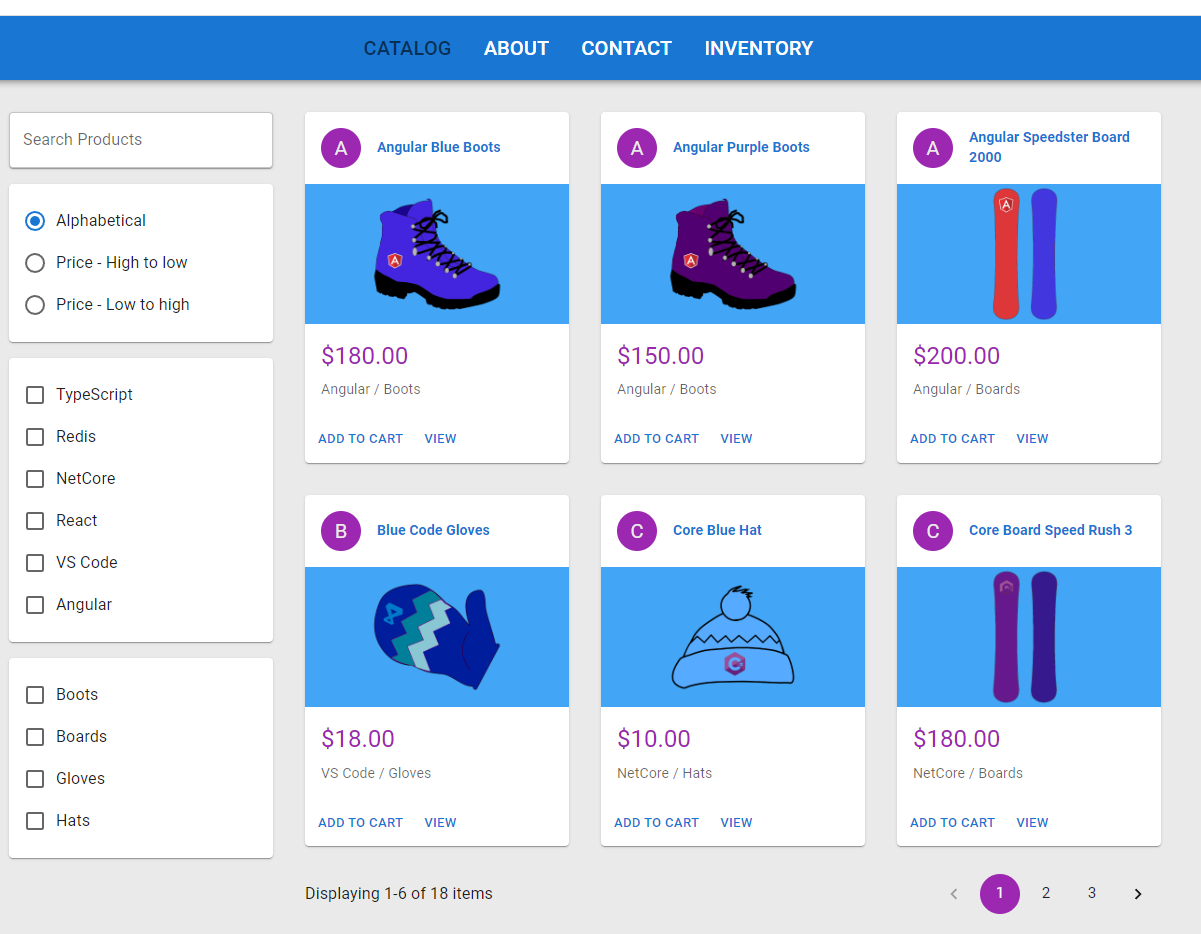 CATALOG ABOUT CONTACT INVENTORY
Search Products
Alphabetical
Price - High to low
Price - Low to high
TypeScript
Redis
NetCore
React
VS Code
Angular
Boots
Boards
Gloves
Hats
A Angular Blue Boots
A
$180.00
Angular / Boots
ADD TO CART VIEW
A Angular Purple Boots
A
$150.00
Angular / Boots
ADD TO CART VIEW
A Angular Speedster Board
2000
A
$200.00
Angular / Boards
ADD TO CART VIEW
B Blue Code Gloves
$18.00
VS Code / Gloves
ADD TO CART VIEW
C Core Blue Hat
C
$10.00
NetCore / Hats
ADD TO CART VIEW
C Core Board Speed Rush 3
$180.00
NetCore / Boards
ADD TO CART VIEW
Displaying 1-6 of 18 items
1 2 3